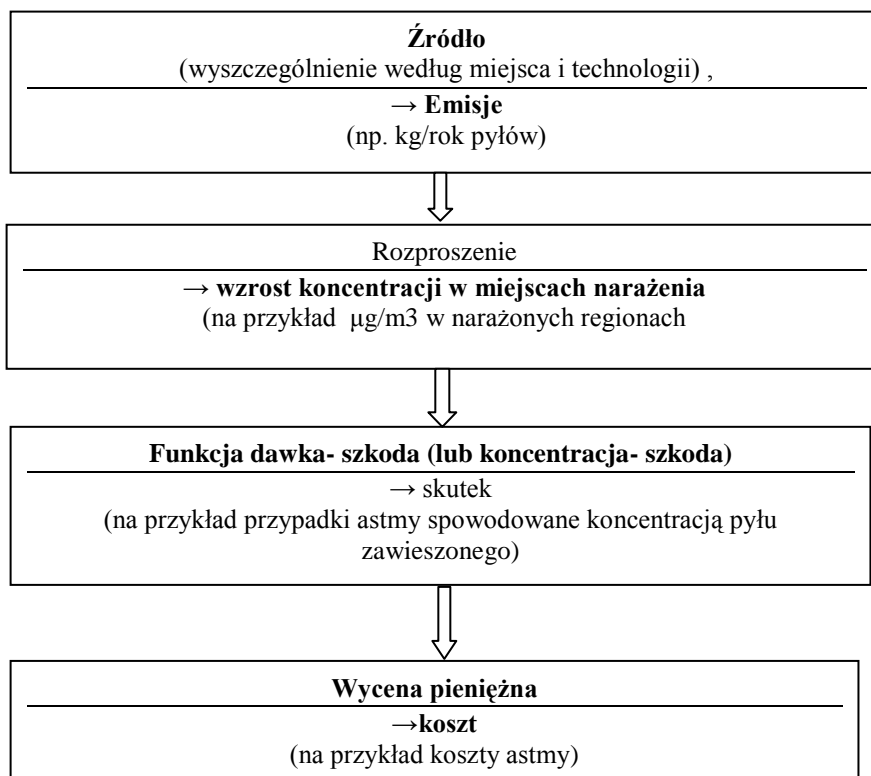 Źródło
(wyszczególnienie według miejsca i technologii) ,
→ Emisje
(np. kg/rok pyłów)
Rozproszenie
→ wzrost koncentracji w miejscach narażenia
(na przykład μg/m3 w narażonych regionach
Funkcja dawka- szkoda (lub koncentracja- szkoda)
→ skutek
(na przykład przypadki astmy spowodowane koncentracją pyłu
zawieszonego)
Wycena pieniężna
→koszt
(na przykład koszty astmy)